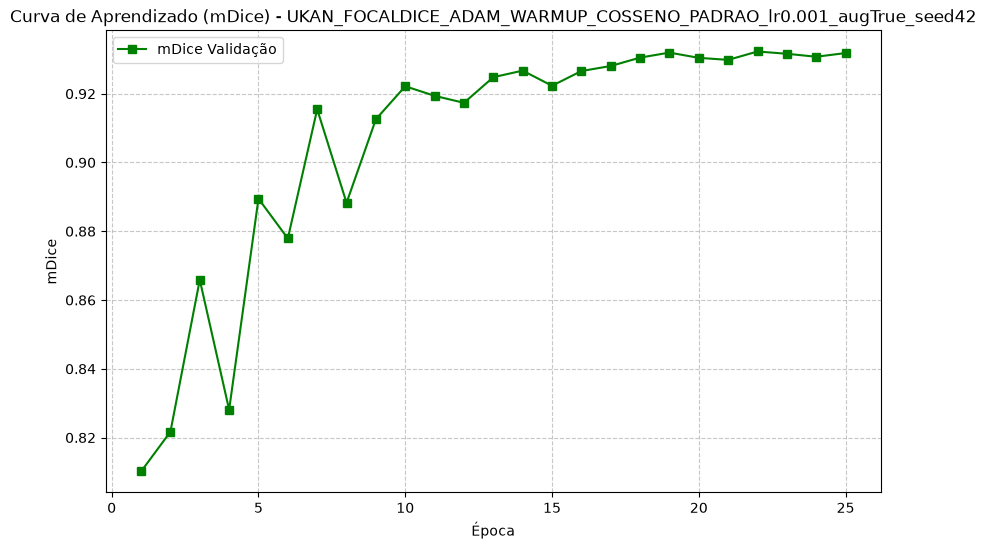 Curva de Aprendizado (mDice) - UKAN_FOCALDICE_ADAM_WARMUP_COSSENO_PADRAO_lr0.001_augTrue_seed42
mDice Validação
0.92
0.90
0.88
0.86
0.84
0.82
mDice
0 5 10 15 20 25
Época